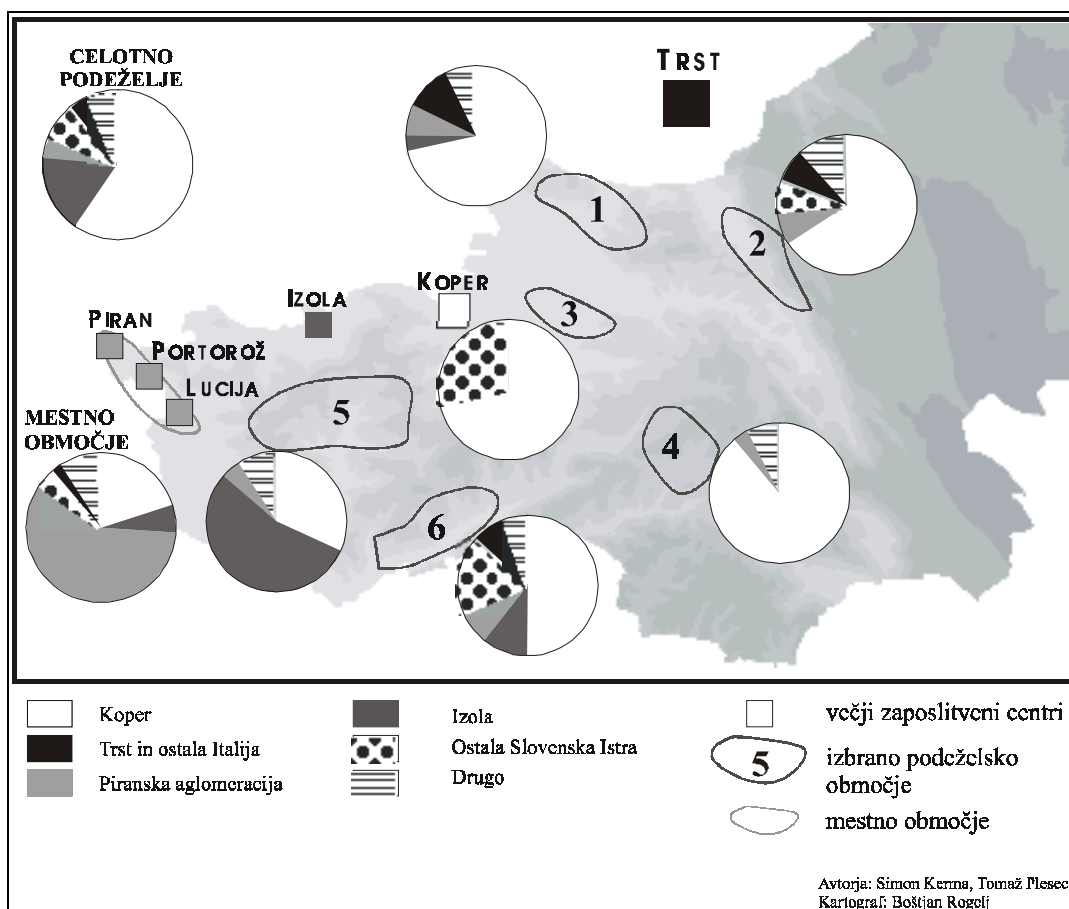 CELOTNO
PODEŽELJE
TRST
1
2
3
KOPER
IZOLA
PIRAN
PORTOROŽ
LUCIJA
MESTNO
OBMOČJE
5
4
6
Koper
Trst in ostala Italija
Piranska aglomeracija
Izola
Ostala Slovenska Istra
Drugo
večji zaposlitveni centri
5
izbrano podeželsko
območje
mestno območje
Avtorja: Simon Kerma, Tomaž Plesec
Kartograf: Boštjan Rogelj